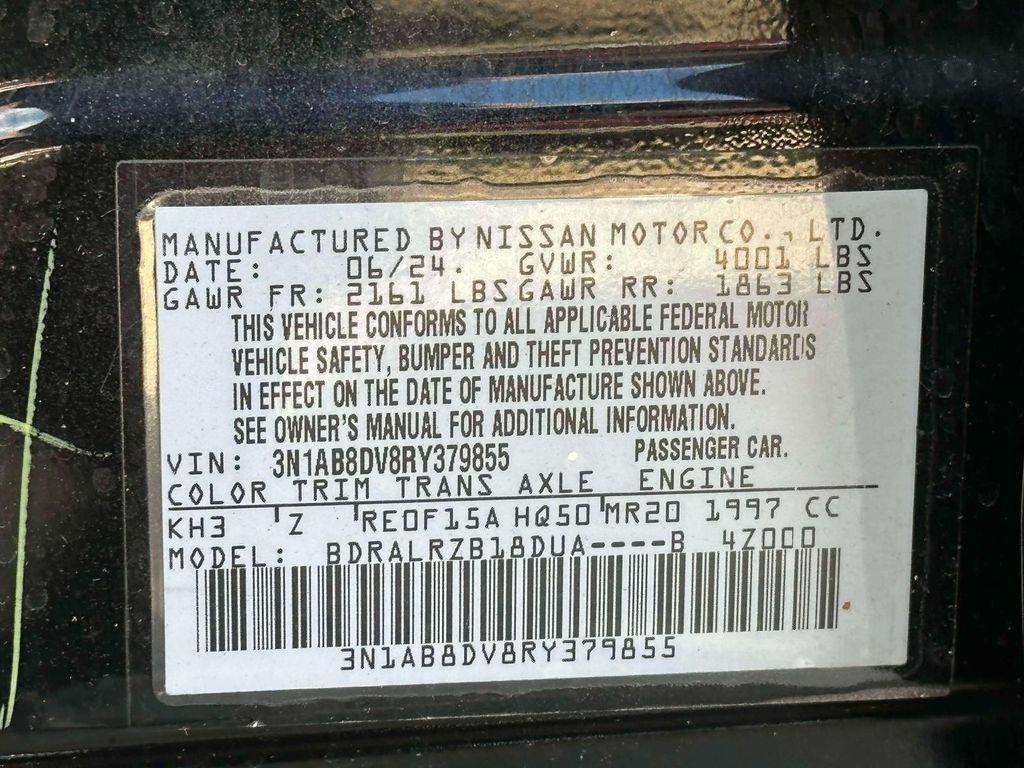 MANUFACTURED BY NISSAN MOTOR CO., LTD.
DATE: 06/24. GVWR: 4001 LBS
GAWR FR: 2161 LBS GAWR RR: 1863 LBS
THIS VEHICLE CONFORMS TO ALL APPLICABLE FEDERAL MOTOR
VEHICLE SAFETY, BUMPER AND THEFT PREVENTION STANDARDS
IN EFFECT ON THE DATE OF MANUFACTURE SHOWN ABOVE.
SEE OWNER'S MANUAL FOR ADDITIONAL INFORMATION.
VIN: 3N1AB8DV8RY379855 PASSENGER CAR.
COLOR TRIM TRANS AXLE ENGINE
KH3 Z RE0F15A HQ50 MR20 1997 CC
MODEL: BDRALRZB18DUA----B 4Z000
3N1AB8DV8RY379855